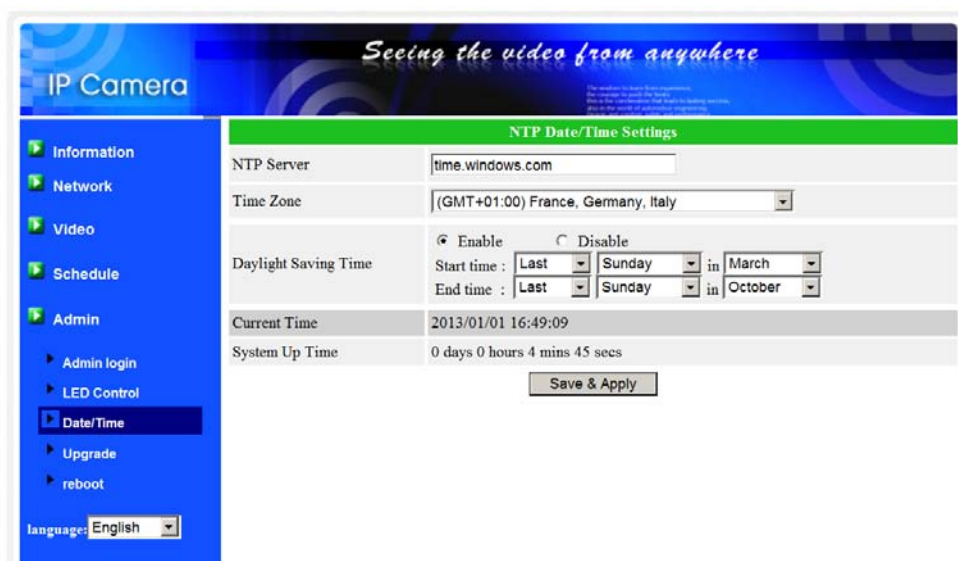 Seeing the video from anywhere
IP Camera
Information
Network
Video
Schedule
Admin
Admin login
LED Control
Date/Time
Upgrade
reboot
language: English
NTP Date/Time Settings
NTP Server time.windows.com
Time Zone (GMT+01:00) France, Germany, Italy
Daylight Saving Time
Enable Disable
Start time : Last Sunday in March
End time : Last Sunday in October
Current Time 2013/01/01 16:49:09
System Up Time 0 days 0 hours 4 mins 45 secs
Save & Apply